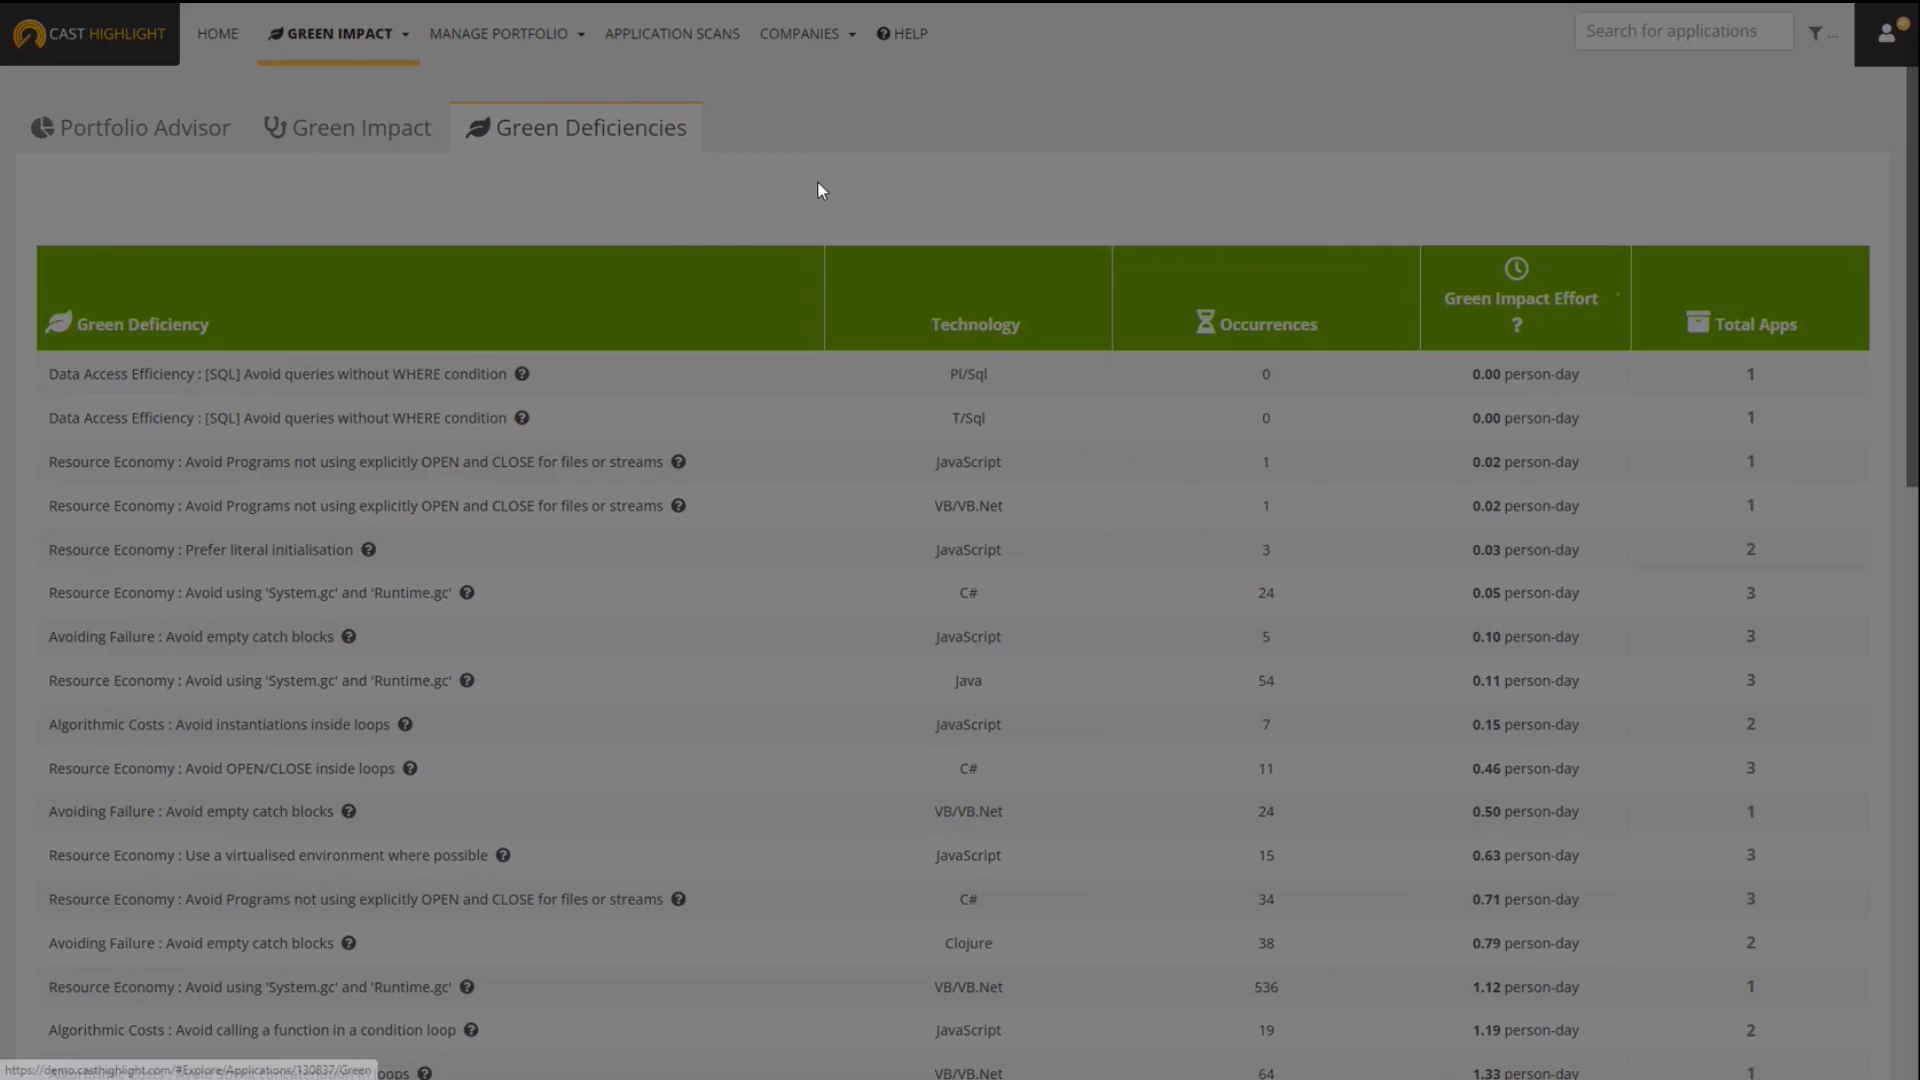 CAST HIGHLIGHT HOME GREEN IMPACT MANAGE PORTFOLIO APPLICATION SCANS COMPANIES HELP Search for applications ...
Portfolio Advisor Green Impact Green Deficiencies
Green Deficiency Technology Occurrences Green Impact Effort ? Total Apps
Data Access Efficiency : [SQL] Avoid queries without WHERE condition ? Pl/Sql 0 0.00 person-day 1
Data Access Efficiency : [SQL] Avoid queries without WHERE condition ? T/Sql 0 0.00 person-day 1
Resource Economy : Avoid Programs not using explicitly OPEN and CLOSE for files or streams ? JavaScript 1 0.02 person-day 1
Resource Economy : Avoid Programs not using explicitly OPEN and CLOSE for files or streams ? VB/VB.Net 1 0.02 person-day 1
Resource Economy : Prefer literal initialisation ? JavaScript 3 0.03 person-day 2
Resource Economy : Avoid using 'System.gc' and 'Runtime.gc' ? C# 24 0.05 person-day 3
Avoiding Failure : Avoid empty catch blocks ? JavaScript 5 0.10 person-day 3
Resource Economy : Avoid using 'System.gc' and 'Runtime.gc' ? Java 54 0.11 person-day 3
Algorithmic Costs : Avoid instantiations inside loops ? JavaScript 7 0.15 person-day 2
Resource Economy : Avoid OPEN/CLOSE inside loops ? C# 11 0.46 person-day 3
Avoiding Failure : Avoid empty catch blocks ? VB/VB.Net 24 0.50 person-day 1
Resource Economy : Use a virtualised environment where possible ? JavaScript 15 0.63 person-day 3
Resource Economy : Avoid Programs not using explicitly OPEN and CLOSE for files or streams ? C# 34 0.71 person-day 3
Avoiding Failure : Avoid empty catch blocks ? Clojure 38 0.79 person-day 2
Resource Economy : Avoid using 'System.gc' and 'Runtime.gc' ? VB/VB.Net 536 1.12 person-day 1
Algorithmic Costs : Avoid calling a function in a condition loop ? JavaScript 19 1.19 person-day 2
oops ? VB/VB.Net 64 1.33 person-day 1
https://demo.casthighlight.com/#Explore/Applications/130837/Green